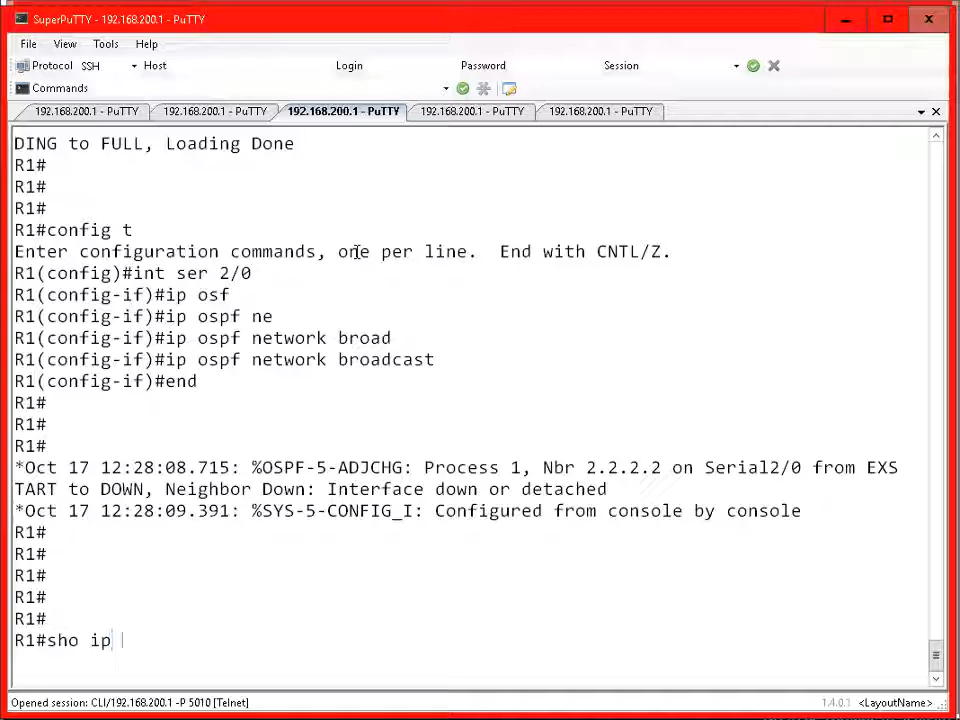 SuperPuTTY - 192.168.200.1 - PuTTY
File View Tools Help
Protocol SSH Host Login Password Session
Commands
192.168.200.1 - PuTTY 192.168.200.1 - PuTTY 192.168.200.1 - PuTTY 192.168.200.1 - PuTTY 192.168.200.1 - PuTTY
DING to FULL, Loading Done
R1#
R1#
R1#
R1#config t
Enter configuration commands, one per line.  End with CNTL/Z.
R1(config)#int ser 2/0
R1(config-if)#ip osf
R1(config-if)#ip ospf ne
R1(config-if)#ip ospf network broad
R1(config-if)#ip ospf network broadcast
R1(config-if)#end
R1#
R1#
R1#
*Oct 17 12:28:08.715: %OSPF-5-ADJCHG: Process 1, Nbr 2.2.2.2 on Serial2/0 from EXS
TART to DOWN, Neighbor Down: Interface down or detached
*Oct 17 12:28:09.391: %SYS-5-CONFIG_I: Configured from console by console
R1#
R1#
R1#
R1#
R1#
R1#sho ip
Opened session: CLI/192.168.200.1 -P 5010 [Telnet] 1.4.0.1 <LayoutName>